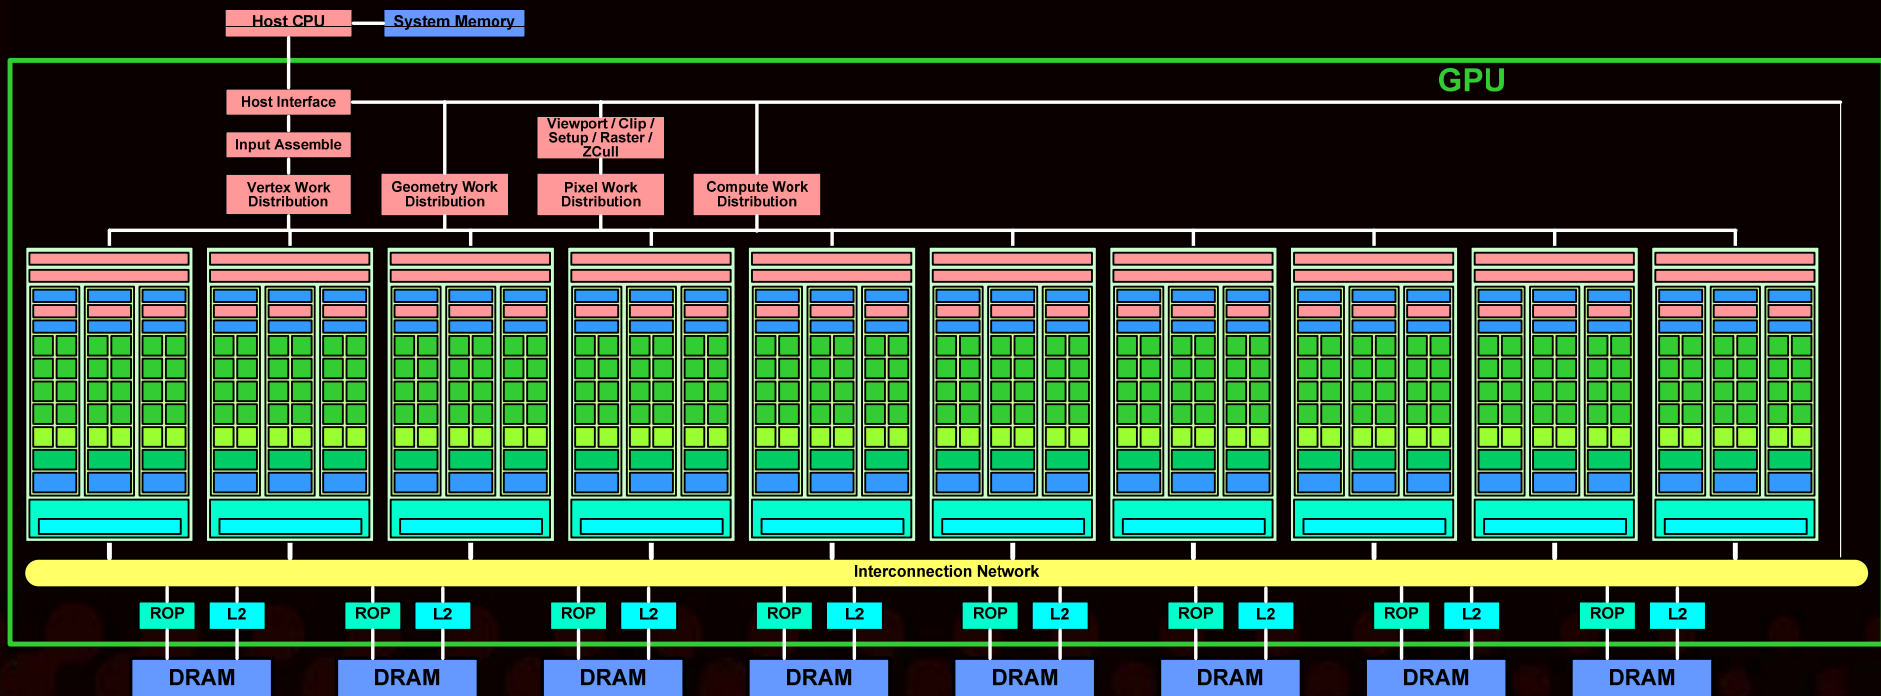 Host CPU
System Memory
GPU
Host Interface
Viewport / Clip /
Setup / Raster /
ZCull
Input Assemble
Vertex Work
Distribution
Geometry Work
Distribution
Pixel Work
Distribution
Compute Work
Distribution
Interconnection Network
ROP
L2
ROP
L2
ROP
L2
ROP
L2
ROP
L2
ROP
L2
ROP
L2
ROP
L2
DRAM
DRAM
DRAM
DRAM
DRAM
DRAM
DRAM
DRAM